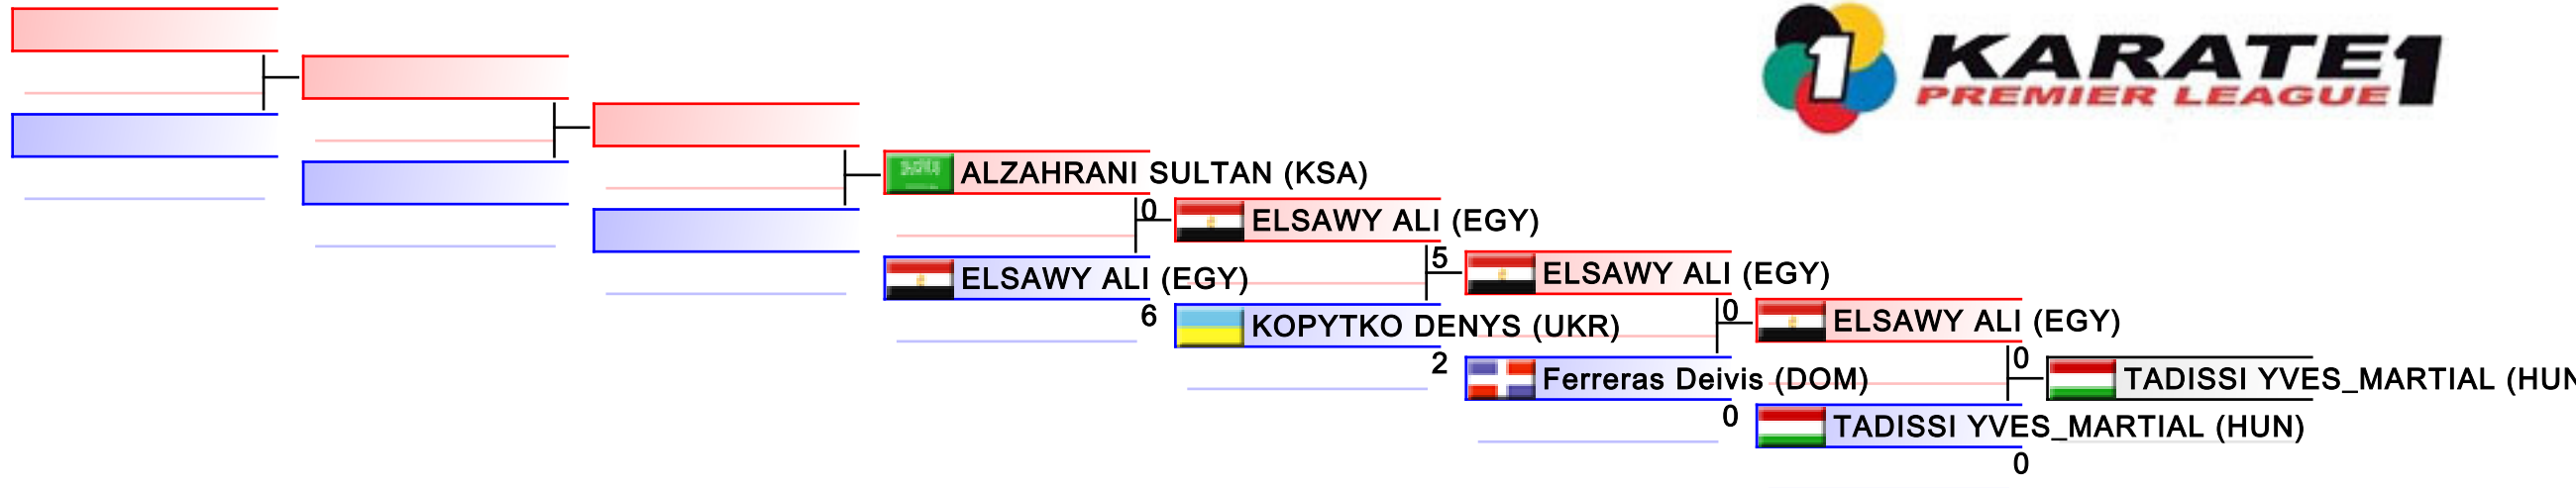 1 KARATE1
PREMIER LEAGUE
ALZAHRANI SULTAN (KSA)
0
ELSAWY ALI (EGY)
5
ELSAWY ALI (EGY)
ELSAWY ALI (EGY)
6
0
ELSAWY ALI (EGY)
KOPYTKO DENYS (UKR)
2
0
TADISSI YVES_MARTIAL (HUN
Ferreras Deivis (DOM)
0
TADISSI YVES_MARTIAL (HUN)
0